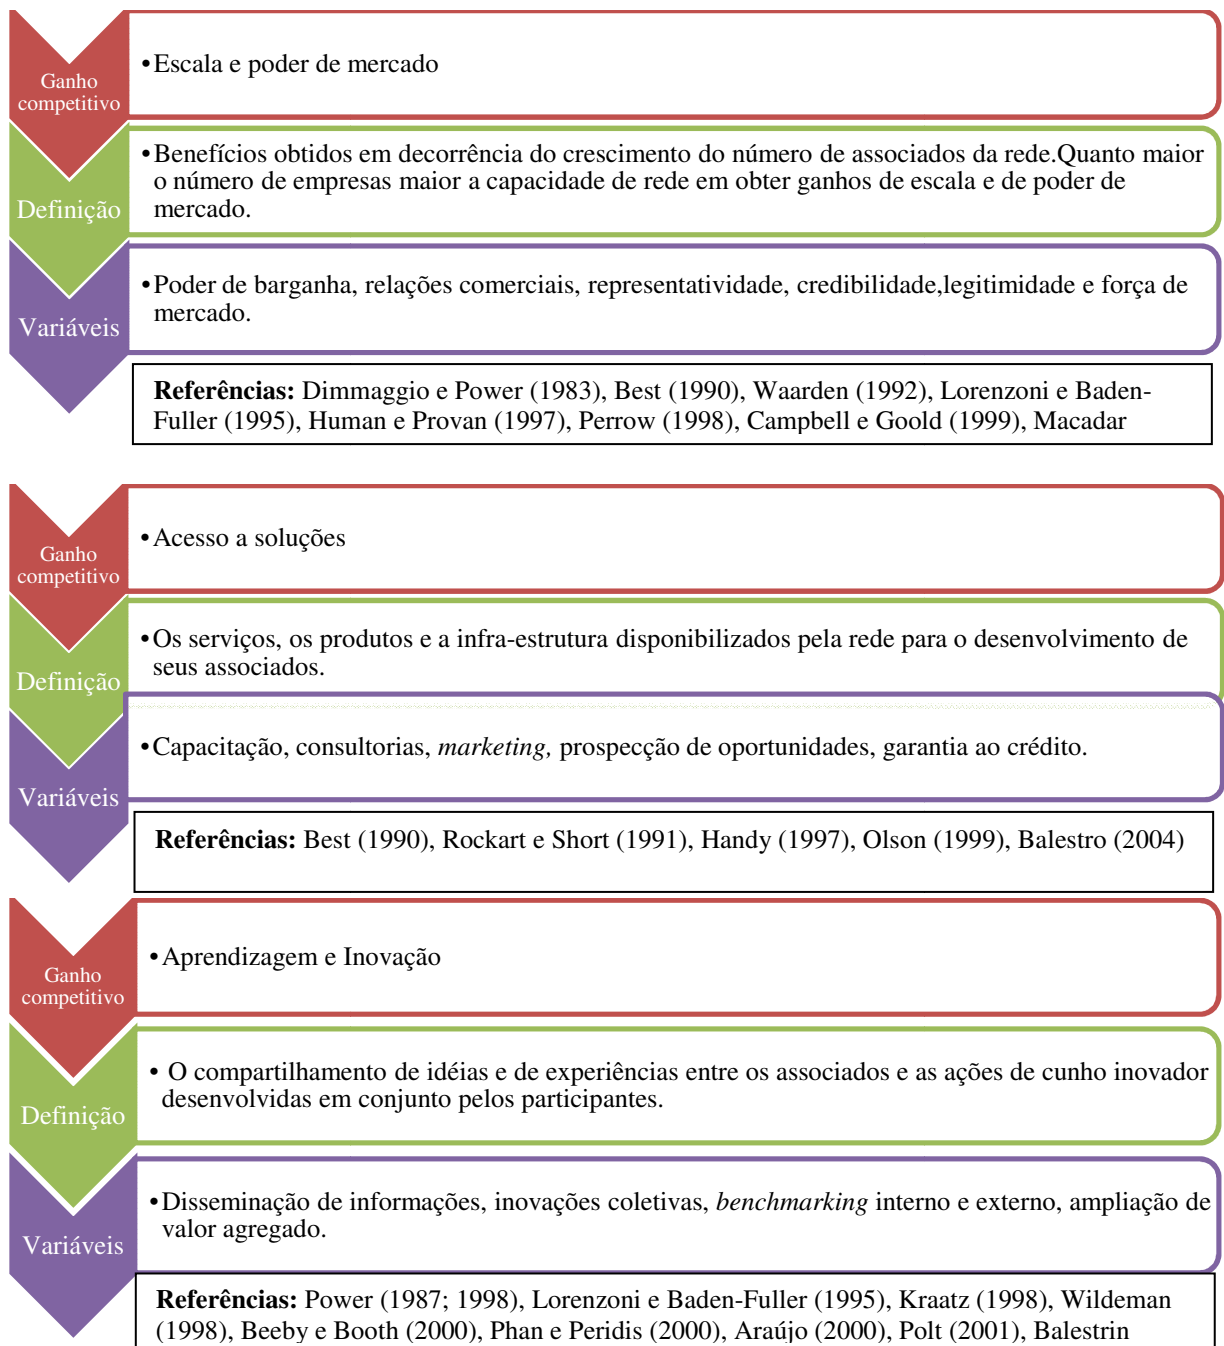 Ganho
competitivo
•Escala e poder de mercado
Definição
•Benefícios obtidos em decorrência do crescimento do número de associados da rede.Quanto maior
o número de empresas maior a capacidade de rede em obter ganhos de escala e de poder de
mercado.
Variáveis
•Poder de barganha, relações comerciais, representatividade, credibilidade,legitimidade e força de
mercado.
Referências: Dimmaggio e Power (1983), Best (1990), Waarden (1992), Lorenzoni e Baden-
Fuller (1995), Human e Provan (1997), Perrow (1998), Campbell e Goold (1999), Macadar
Ganho
competitivo
•Acesso a soluções
Definição
•Os serviços, os produtos e a infra-estrutura disponibilizados pela rede para o desenvolvimento de
seus associados.
Variáveis
•Capacitação, consultorias, marketing, prospecção de oportunidades, garantia ao crédito.
Referências: Best (1990), Rockart e Short (1991), Handy (1997), Olson (1999), Balestro (2004)
Ganho
competitivo
•Aprendizagem e Inovação
Definição
• O compartilhamento de idéias e de experiências entre os associados e as ações de cunho inovador
desenvolvidas em conjunto pelos participantes.
Variáveis
•Disseminação de informações, inovações coletivas, benchmarking interno e externo, ampliação de
valor agregado.
Referências: Power (1987; 1998), Lorenzoni e Baden-Fuller (1995), Kraatz (1998), Wildeman
(1998), Beeby e Booth (2000), Phan e Peridis (2000), Araújo (2000), Polt (2001), Balestrin